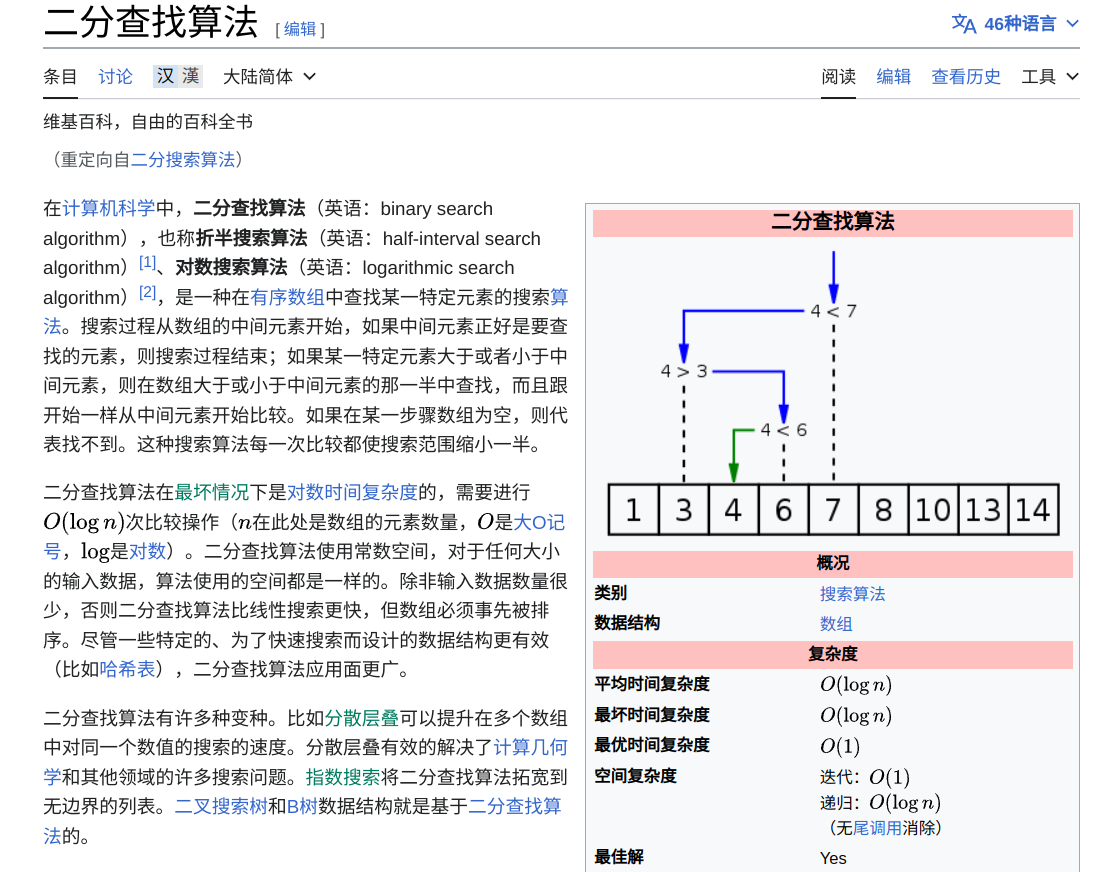 二分查找算法 [ 编辑 ]
文A 46种语言
条目 讨论 汉 漢 大陆简体 阅读 编辑 查看历史 工具
维基百科，自由的百科全书
（重定向自二分搜索算法）
在计算机科学中，二分查找算法（英语：binary search
algorithm），也称折半搜索算法（英语：half-interval search
algorithm）[1]、对数搜索算法（英语：logarithmic search
algorithm）[2]，是一种在有序数组中查找某一特定元素的搜索算
法。搜索过程从数组的中间元素开始，如果中间元素正好是要查
找的元素，则搜索过程结束；如果某一特定元素大于或者小于中
间元素，则在数组大于或小于中间元素的那一半中查找，而且跟
开始一样从中间元素开始比较。如果在某一步骤数组为空，则代
表找不到。这种搜索算法每一次比较都使搜索范围缩小一半。
二分查找算法在最坏情况下是对数时间复杂度的，需要进行
O(log n)次比较操作（n在此处是数组的元素数量，O是大O记
号，log是对数）。二分查找算法使用常数空间，对于任何大小
的输入数据，算法使用的空间都是一样的。除非输入数据数量很
少，否则二分查找算法比线性搜索更快，但数组必须事先被排
序。尽管一些特定的、为了快速搜索而设计的数据结构更有效
（比如哈希表），二分查找算法应用面更广。
二分查找算法有许多种变种。比如分散层叠可以提升在多个数组
中对同一个数值的搜索的速度。分散层叠有效的解决了计算几何
学和其他领域的许多搜索问题。指数搜索将二分查找算法拓宽到
无边界的列表。二叉搜索树和B树数据结构就是基于二分查找算
法的。
二分查找算法
4 < 7
4 > 3
4 < 6
1 3 4 6 7 8 10 13 14
概况
类别 搜索算法
数据结构 数组
复杂度
平均时间复杂度 O(log n)
最坏时间复杂度 O(log n)
最优时间复杂度 O(1)
空间复杂度 迭代：O(1)
递归：O(log n)
（无尾调用消除）
最佳解 Yes